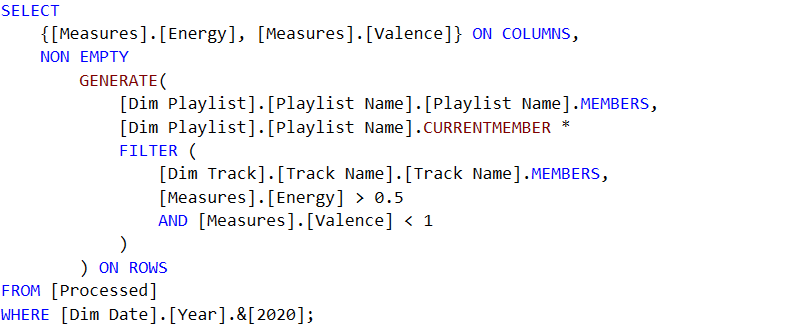 SELECT
{[Measures].[Energy], [Measures].[Valence]} ON COLUMNS,
NON EMPTY
GENERATE(
[Dim Playlist].[Playlist Name].[Playlist Name].MEMBERS,
[Dim Playlist].[Playlist Name].CURRENTMEMBER *
FILTER (
[Dim Track].[Track Name].[Track Name].MEMBERS,
[Measures].[Energy] > 0.5
AND [Measures].[Valence] < 1
)
) ON ROWS
FROM [Processed]
WHERE [Dim Date].[Year].&[2020];